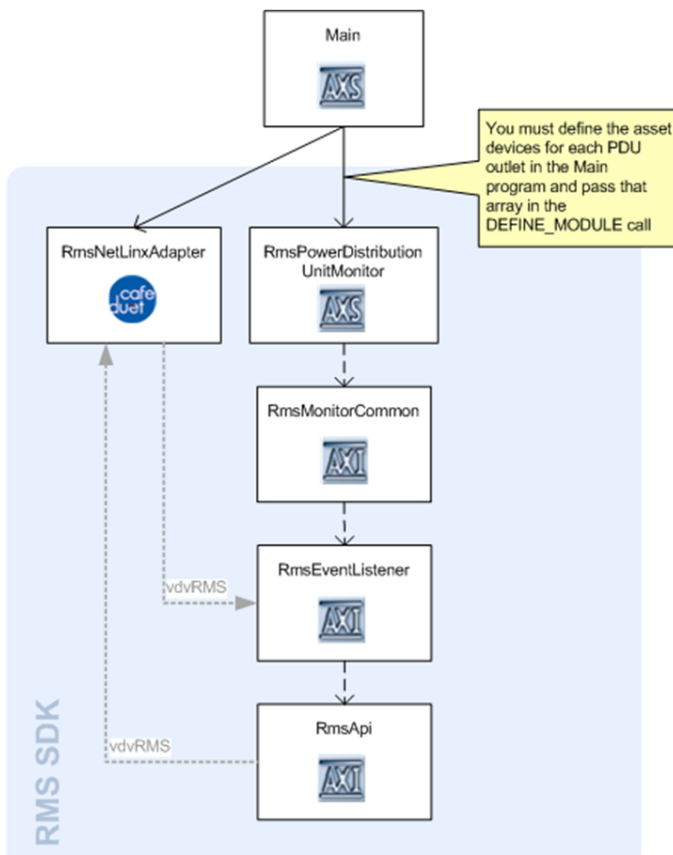 Main
AXS
You must define the asset
devices for each PDU
outlet in the Main
program and pass that
array in the
DEFINE_MODULE call
RmsNetLinxAdapter
cafe
duet
RmsPowerDistribution
UnitMonitor
AXS
RmsMonitorCommon
AXI
vdvRMS
RmsEventListener
AXI
vdvRMS
RmsApi
AXI
RMS SDK